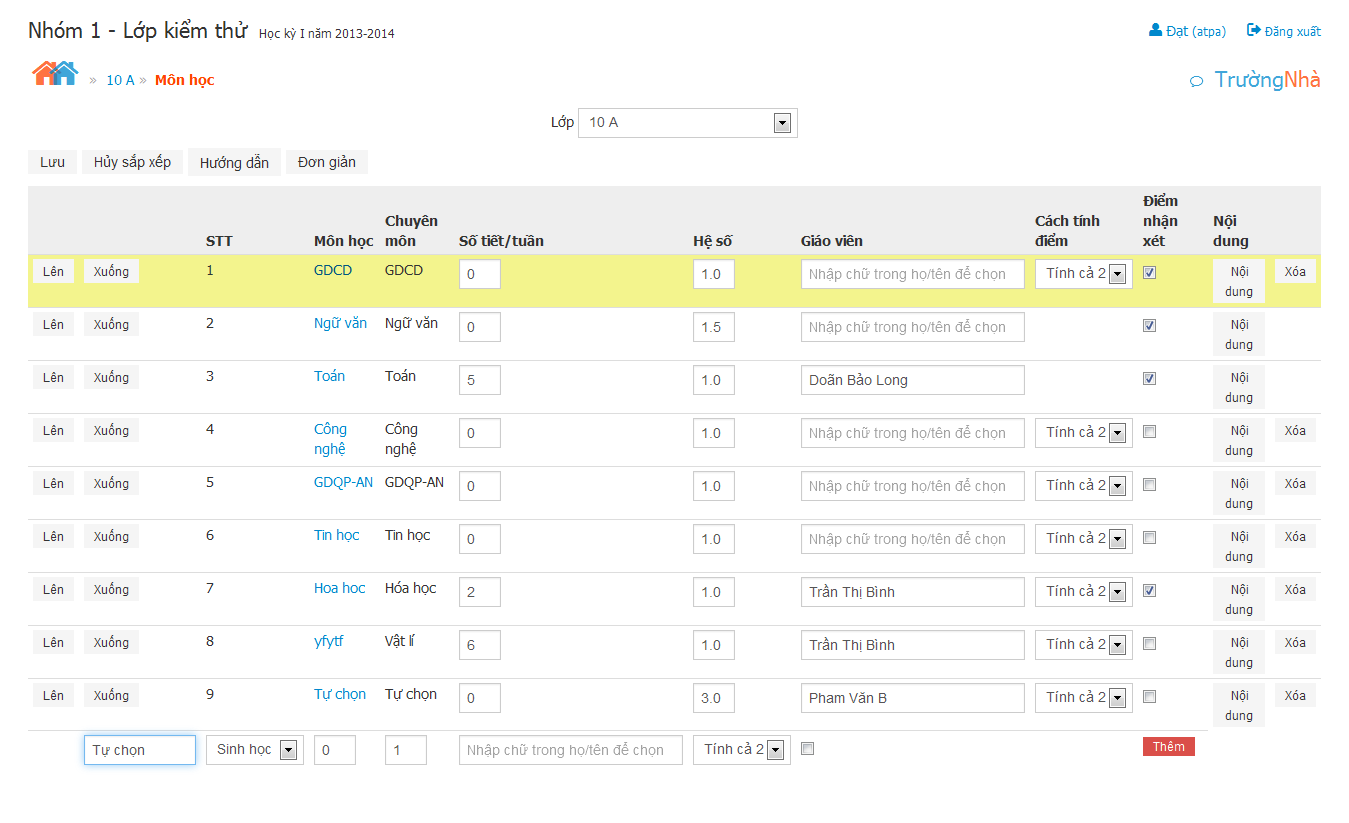 Nhóm 1 - Lớp kiểm thử Học kỳ I năm 2013-2014 Đạt (atpa) Đăng xuất
» 10 A » Môn học TrườngNhà
Lớp 10 A
Lưu Hủy sắp xếp Hướng dẫn Đơn giản
STT Môn học Chuyên môn Số tiết/tuần Hệ số Giáo viên Cách tính điểm Điểm nhận xét Nội dung
Lên Xuống 1 GDCD GDCD 0 1.0 Nhập chữ trong họ/tên để chọn Tính cả 2 Nội dung Xóa
Lên Xuống 2 Ngữ văn Ngữ văn 0 1.5 Nhập chữ trong họ/tên để chọn Nội dung
Lên Xuống 3 Toán Toán 5 1.0 Doãn Bảo Long Nội dung
Lên Xuống 4 Công nghệ Công nghệ 0 1.0 Nhập chữ trong họ/tên để chọn Tính cả 2 Nội dung Xóa
Lên Xuống 5 GDQP-AN GDQP-AN 0 1.0 Nhập chữ trong họ/tên để chọn Tính cả 2 Nội dung Xóa
Lên Xuống 6 Tin học Tin học 0 1.0 Nhập chữ trong họ/tên để chọn Tính cả 2 Nội dung Xóa
Lên Xuống 7 Hoa học Hóa học 2 1.0 Trần Thị Bình Tính cả 2 Nội dung Xóa
Lên Xuống 8 yfytf Vật lí 6 1.0 Trần Thị Bình Tính cả 2 Nội dung Xóa
Lên Xuống 9 Tự chọn Tự chọn 0 3.0 Pham Văn B Tính cả 2 Nội dung Xóa
Tự chọn Sinh học 0 1 Nhập chữ trong họ/tên để chọn Tính cả 2 Thêm